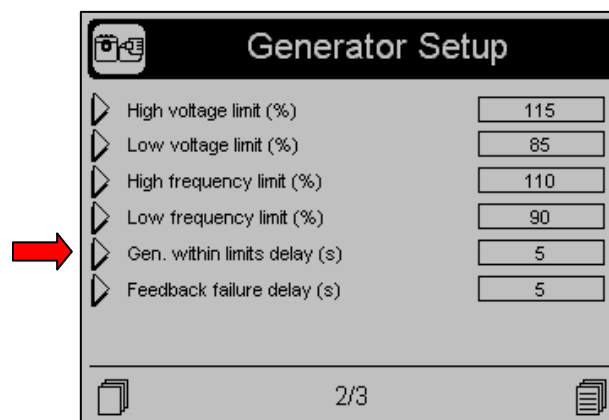 Generator Setup
High voltage limit (%) 115
Low voltage limit (%) 85
High frequency limit (%) 110
Low frequency limit (%) 90
Gen. within limits delay (s) 5
Feedback failure delay (s) 5
2/3